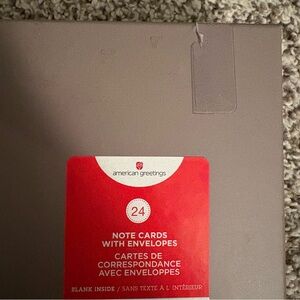 american greetings
24
NOTE CARDS
WITH ENVELOPES
CARTES DE
CORRESPONDANCE
AVEC ENVELOPPES
BLANK INSIDE / SANS TEXTE À L'INTÉRIEUR